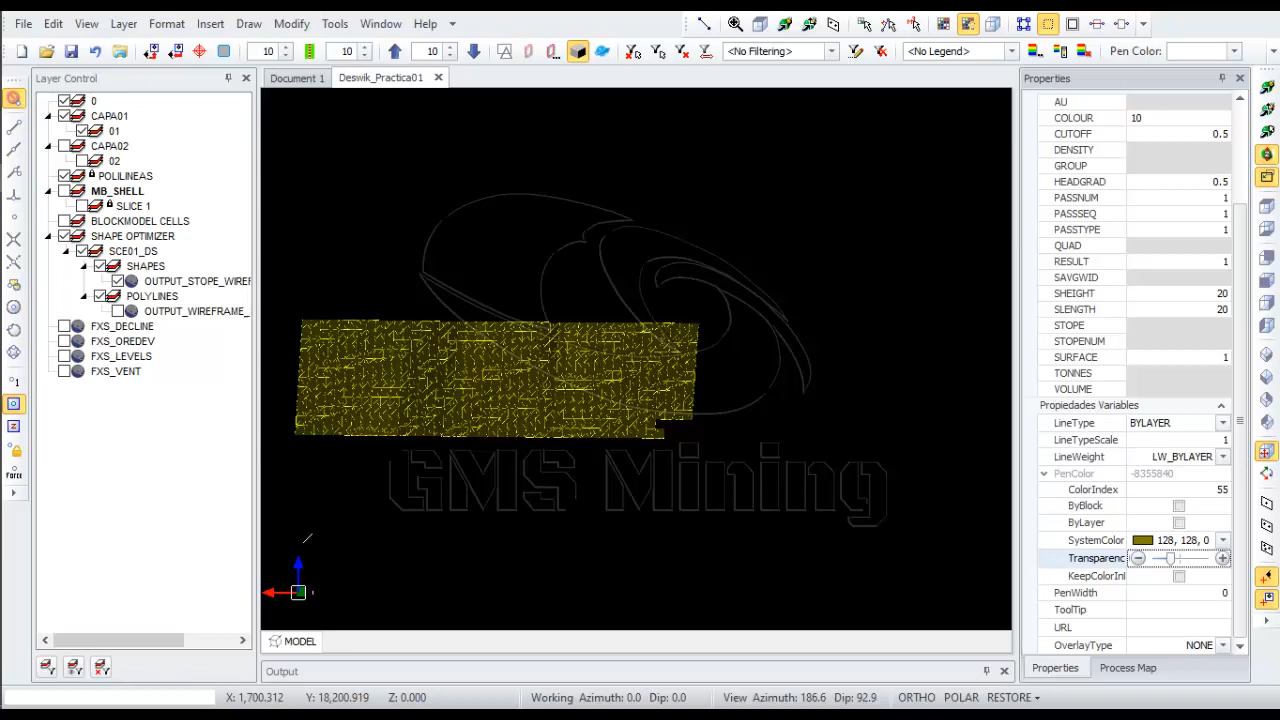 File Edit View Layer Format Insert Draw Modify Tools Window Help
10 10 10 <No Filtering> <No Legend> Pen Color:
Layer Control
Document 1 Deswik_Practica01
Properties
0
CAPA01
01
CAPA02
02
POLILINEAS
MB_SHELL
SLICE 1
BLOCKMODEL CELLS
SHAPE OPTIMIZER
SCE01_DS
SHAPES
OUTPUT_STOPE_WIREF
POLYLINES
OUTPUT_WIREFRAME_
FXS_DECLINE
FXS_OREDEV
FXS_LEVELS
FXS_VENT
Force
GMS Mining
MODEL
Output
AU
COLOUR 10
CUTOFF 0.5
DENSITY
GROUP
HEADGRAD 0.5
PASSNUM 1
PASSSEQ 1
PASSTYPE 1
QUAD
RESULT 1
SAVGWID
SHEIGHT 20
SLENGTH 20
STOPE
STOPENUM
SURFACE 1
TONNES
VOLUME
Propiedades Variables
LineType BYLAYER
LineTypeScale 1
LineWeight LW_BYLAYER
PenColor -8355840
ColorIndex 55
ByBlock
ByLayer
SystemColor 128, 128, 0
Transparenc
KeepColorInl
PenWidth 0
ToolTip
URL
OverlayType NONE
Properties Process Map
X: 1,700.312 Y: 18,200.919 Z: 0.000 Working Azimuth: 0.0 Dip: 0.0 View Azimuth: 186.6 Dip: 92.9 ORTHO POLAR RESTORE